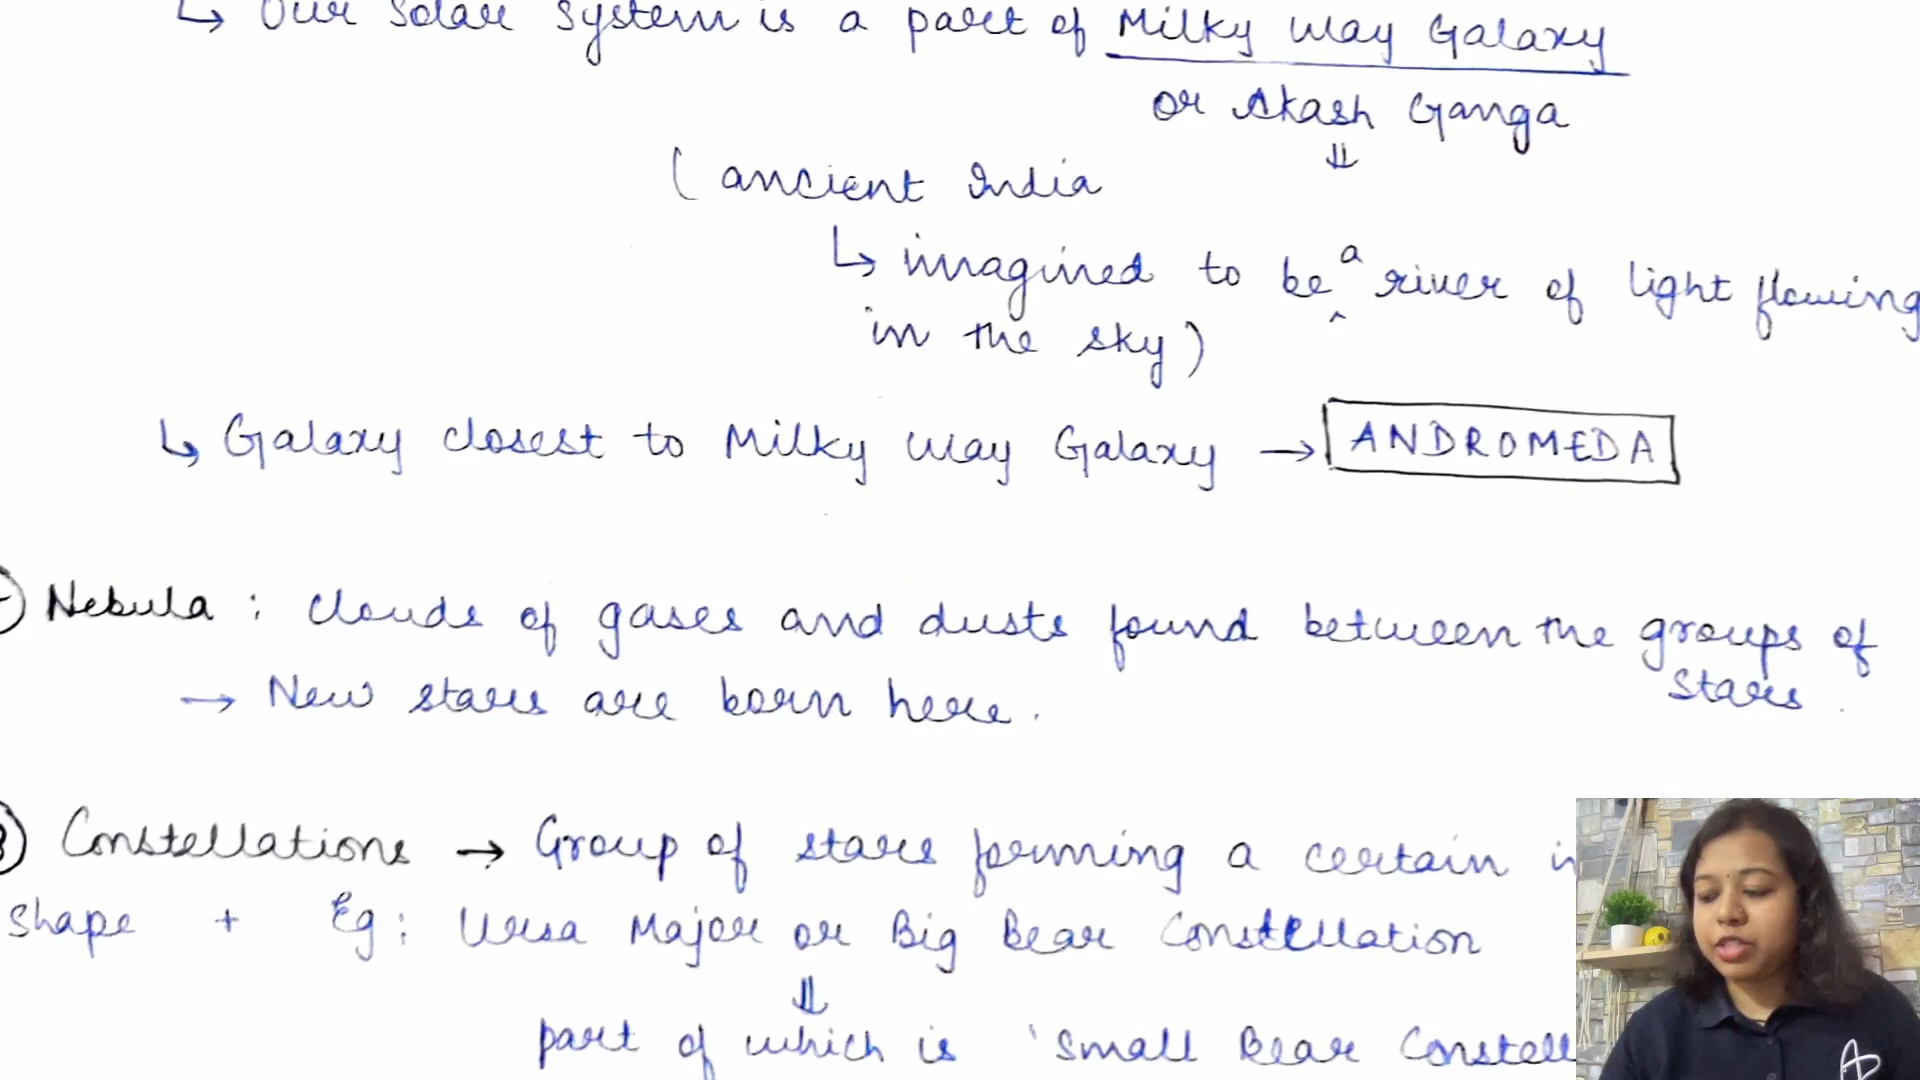 ↳ Our Solar System is a part of Milky Way Galaxy
or Akash Ganga
⇓
( ancient India
↳ imagined to be ^a river of light flowing
in the sky )
↳ Galaxy closest to Milky Way Galaxy → ANDROMEDA
Nebula : Clouds of gases and dusts found between the groups of
stars .
→ New stars are born here .
Constellations → Group of stars forming a certain
shape + Eg : Ursa Major or Big Bear Constellation
⇓
part of which is 'Small Bear Constell